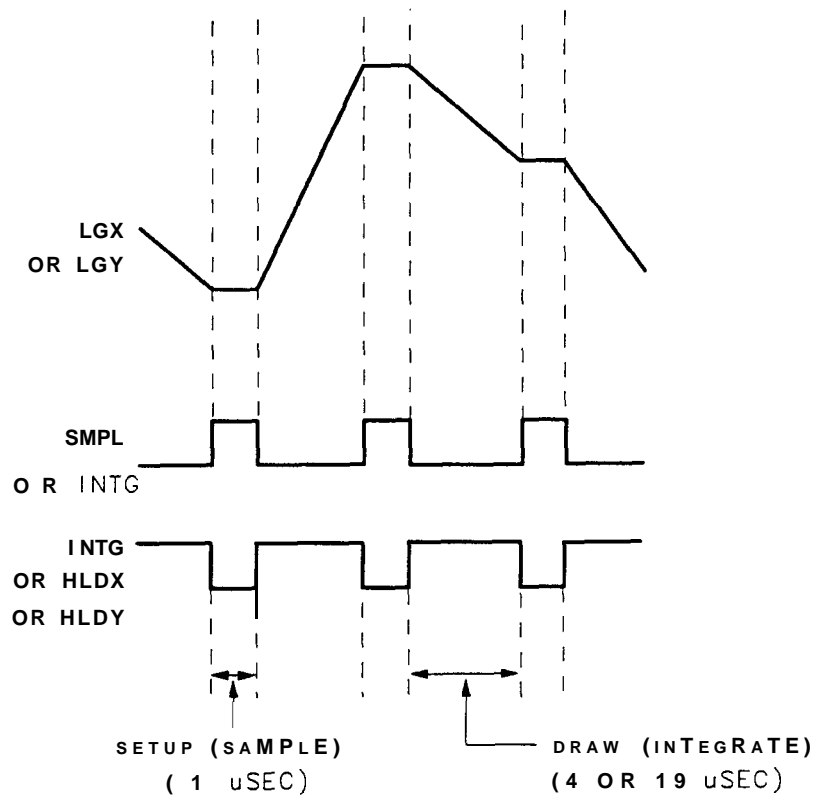 LGX
OR LGY
SMPL
OR INTG
INTG
OR HLDX
OR HLDY
SETUP (SAMPLE)
( 1 uSEC)
DRAW (INTEGRATE)
(4 OR 19 uSEC)